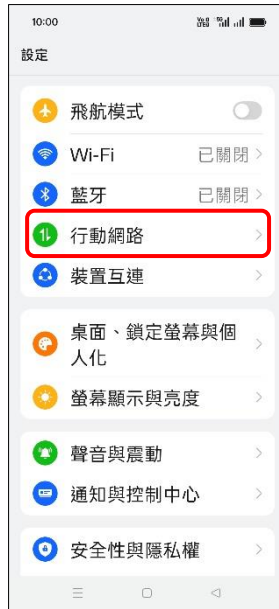 10:00
設定
飛航模式
Wi-Fi 已關閉
藍牙 已關閉
行動網路
裝置互連
桌面、鎖定螢幕與個
人化
螢幕顯示與亮度
聲音與震動
通知與控制中心
安全性與隱私權